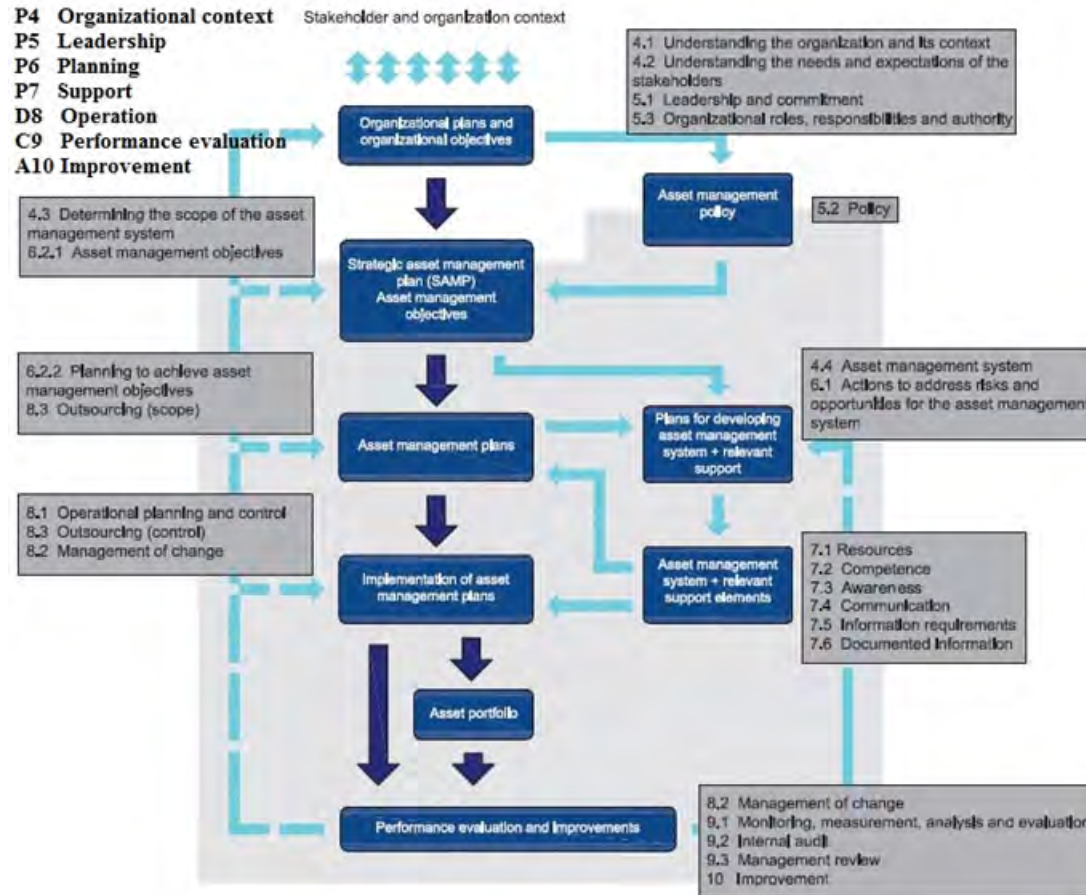 P4 Organizational context
P5 Leadership
P6 Planning
P7 Support
D8 Operation
C9 Performance evaluation
A10 Improvement
Stakeholder and organization context
4.1 Understanding the organization and its context
4.2 Understanding the needs and expectations of the
stakeholders
5.1 Leadership and commitment
5.3 Organizational roles, responsibilities and authority
Organizational plans and
organizational objectives
Asset management
policy
5.2 Policy
4.3 Determining the scope of the asset
management system
6.2.1 Asset management objectives
Strategic asset management
plan (SAMP)
Asset management
objectives
6.2.2 Planning to achieve asset
management objectives
8.3 Outsourcing (scope)
4.4 Asset management system
6.1 Actions to address risks and
opportunities for the asset management
system
Asset management plans
Plans for developing
asset management
system + relevant
support
8.1 Operational planning and control
8.3 Outsourcing (control)
8.2 Management of change
Implementation of asset
management plans
Asset management
system + relevant
support elements
7.1 Resources
7.2 Competence
7.3 Awareness
7.4 Communication
7.5 Information requirements
7.6 Documented Information
Asset portfolio
Performance evaluation and improvements
8.2 Management of change
9.1 Monitoring, measurement, analysis and evaluation
9.2 Internal audit
9.3 Management review
10 Improvement